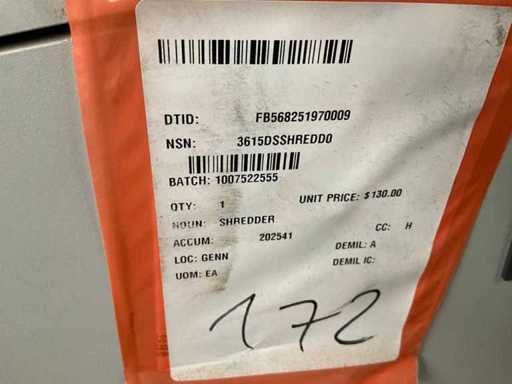 DTID: FB568251970009
NSN: 3615DSSHREDD0
BATCH: 1007522555
QTY: 1 UNIT PRICE: $130.00
NOUN: SHREDDER CC: H
ACCUM: 202541 DEMIL: A
LOC: GENN DEMIL IC:
UOM: EA
172